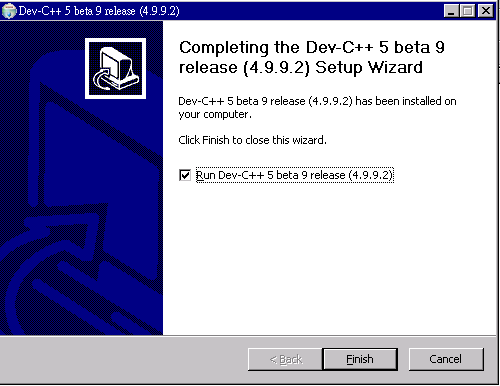 Dev-C++ 5 beta 9 release (4.9.9.2)
Completing the Dev-C++ 5 beta 9
release (4.9.9.2) Setup Wizard
Dev-C++ 5 beta 9 release (4.9.9.2) has been installed on
your computer.
Click Finish to close this wizard.
Run Dev-C++ 5 beta 9 release (4.9.9.2)
< Back Finish Cancel